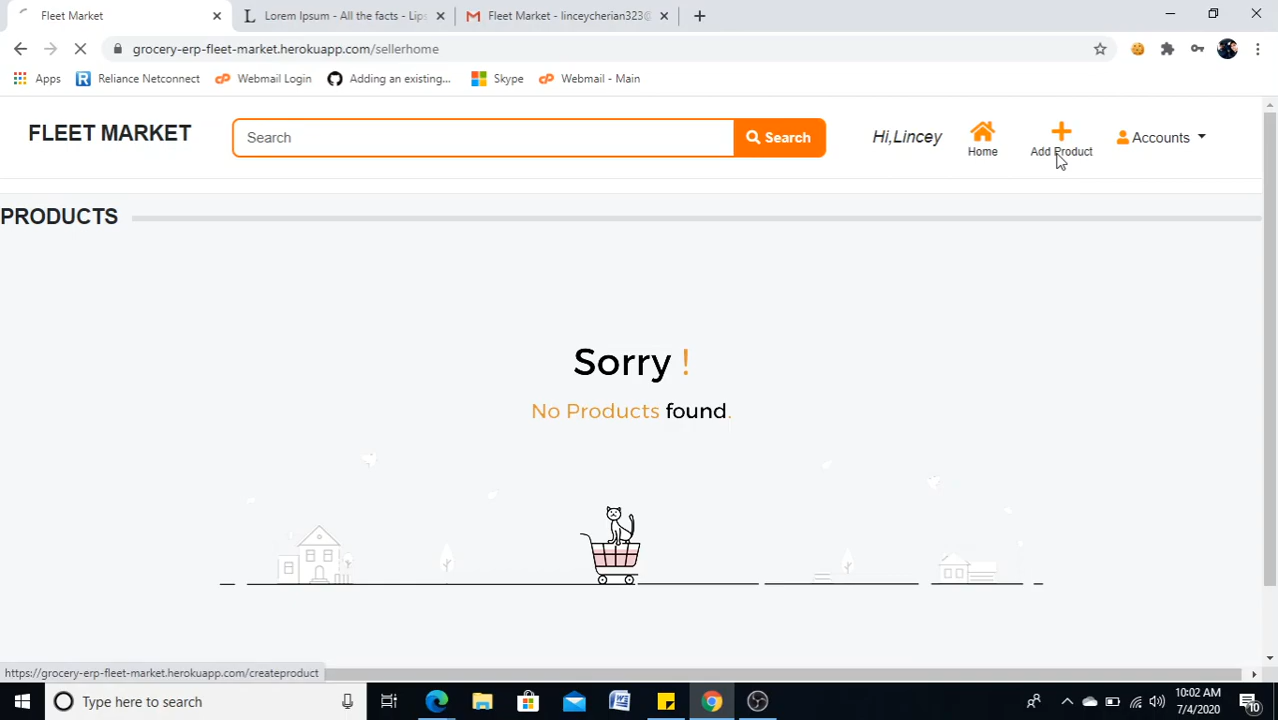 Fleet Market
Lorem Ipsum - All the facts - Lips
Fleet Market - linceycherian323@
grocery-erp-fleet-market.herokuapp.com/sellerhome
Apps
Reliance Netconnect
Webmail Login
Adding an existing...
Skype
Webmail - Main
FLEET MARKET
Search
Search
Hi,Lincey
Home
Add Product
Accounts
PRODUCTS
Sorry !
No Products found.
https://grocery-erp-fleet-market.herokuapp.com/createproduct
Type here to search
10:02 AM
7/4/2020
10